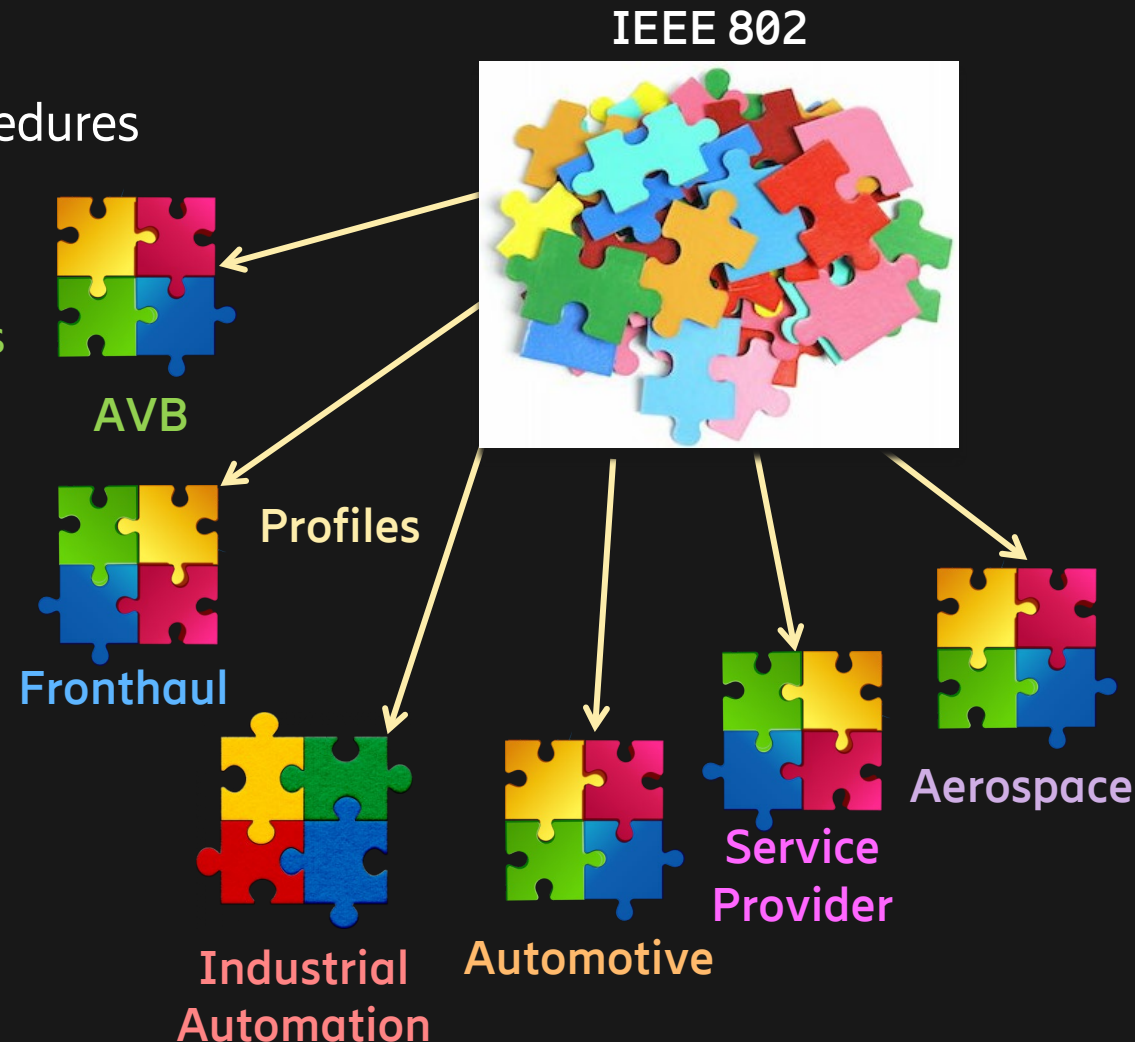 IEEE 802
edures
s
AVB
Profiles
Fronthaul
Aerospace
Service
Provider
Automotive
Industrial
Automation